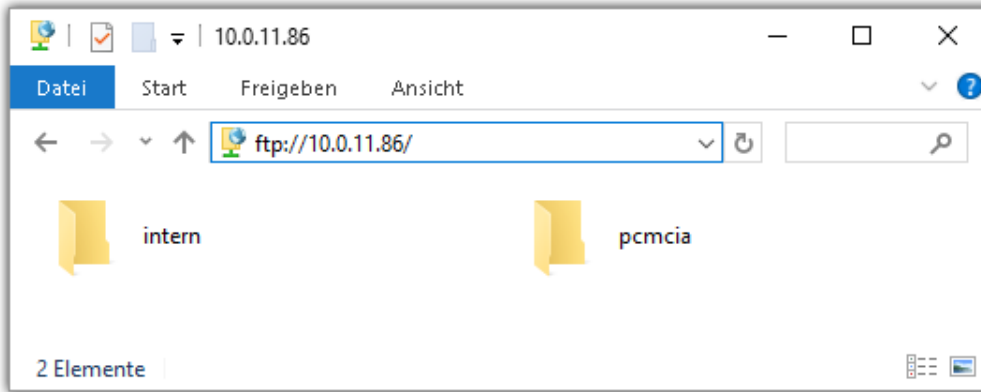 10.0.11.86
Datei Start Freigeben Ansicht ?
ftp://10.0.11.86/
intern pcmcia
2 Elemente